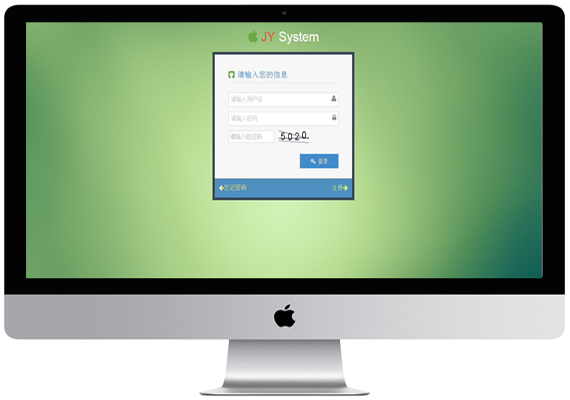 JY System
请输入您的信息
请输入用户名
请输入密码
请输入验证码 5020
登录
忘记密码 注册